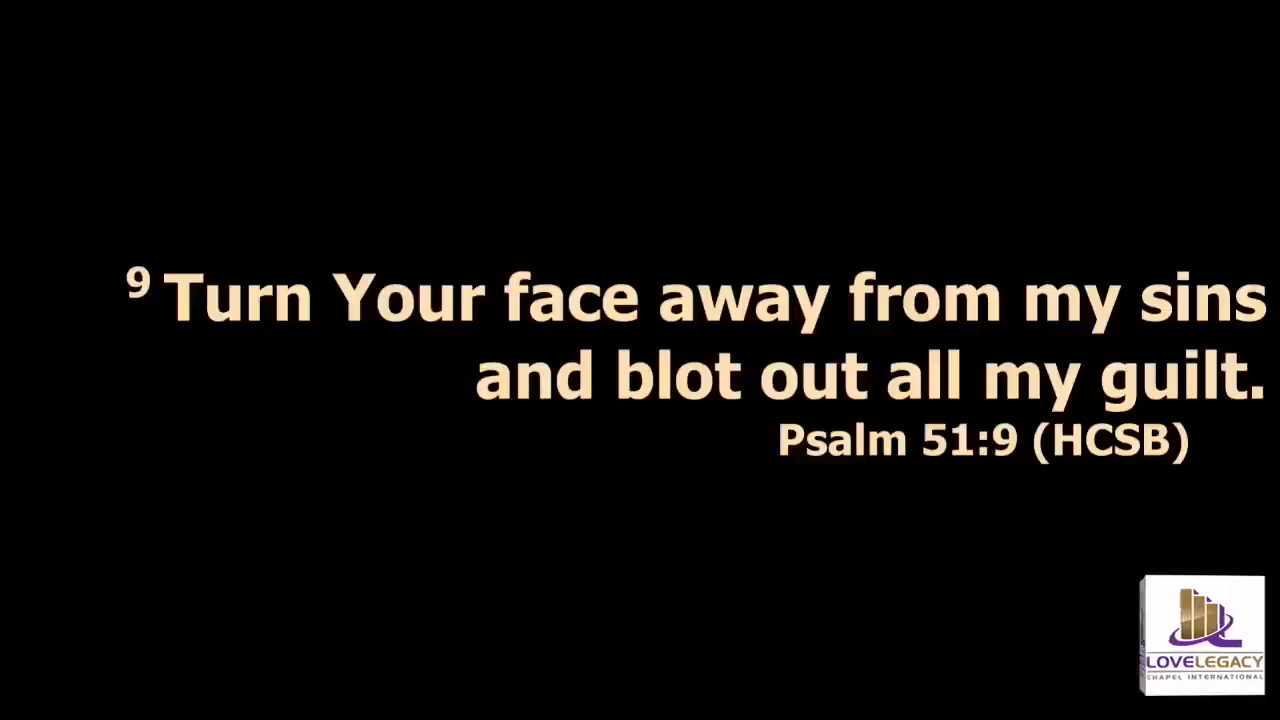 9 Turn Your face away from my sins
and blot out all my guilt.
Psalm 51:9 (HCSB)
LOVELEGACY
CHAPEL INTERNATIONAL